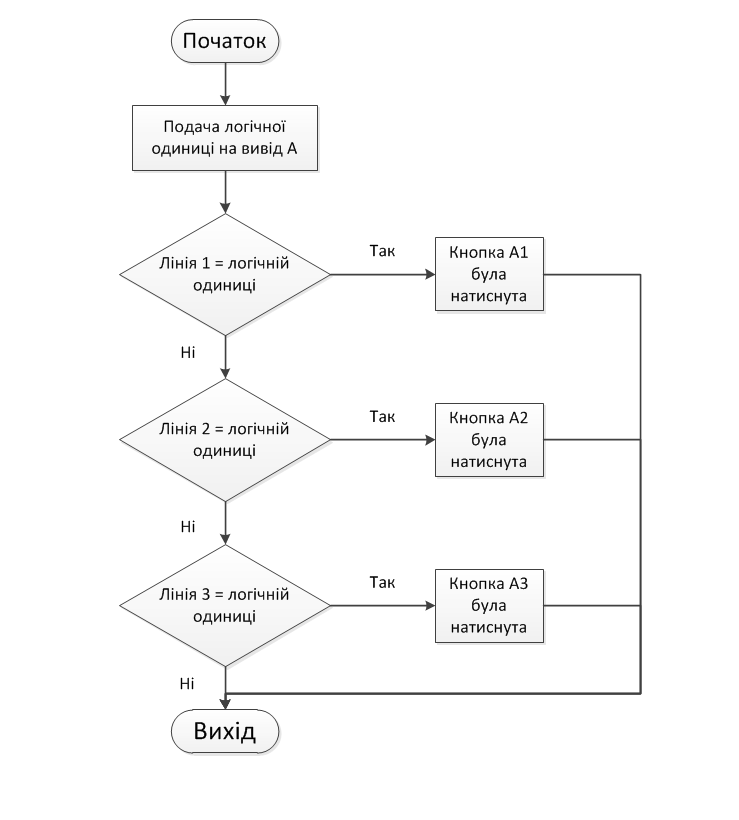 Початок
Подача логічної
одиниці на вивід А
Лінія 1 = логічній
одиниці
Так
Кнопка А1
була
натиснута
Ні
Лінія 2 = логічній
одиниці
Так
Кнопка А2
була
натиснута
Ні
Лінія 3 = логічній
одиниці
Так
Кнопка А3
була
натиснута
Ні
Вихід